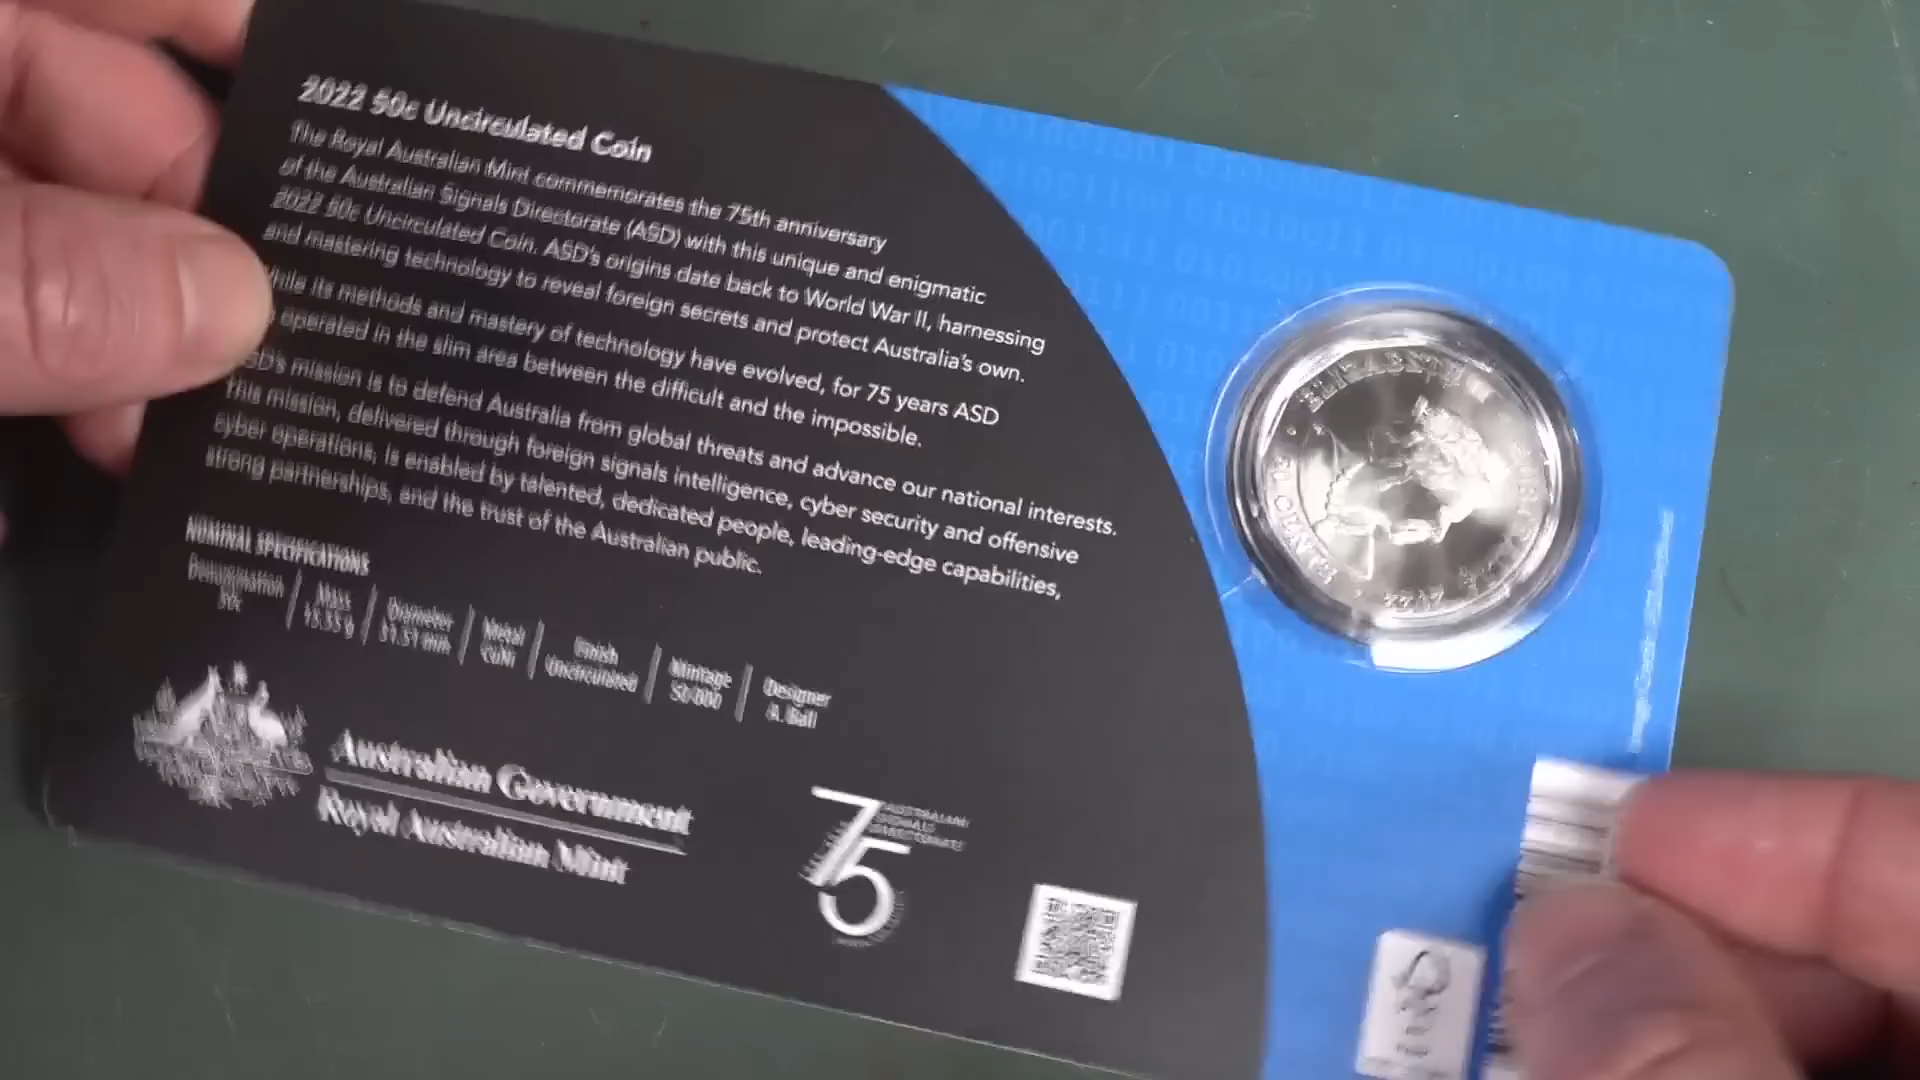 2022 50c Uncirculated Coin
The Royal Australian Mint commemorates the 75th anniversary
of the Australian Signals Directorate (ASD) with this unique and enigmatic
2022 50c Uncirculated Coin. ASD's origins date back to World War II, harnessing
and mastering technology to reveal foreign secrets and protect Australia's own.
While its methods and mastery of technology have evolved, for 75 years ASD
operated in the slim area between the difficult and the impossible.
ASD's mission is to defend Australia from global threats and advance our national interests.
This mission, delivered through foreign signals intelligence, cyber security and offensive
cyber operations, is enabled by talented, dedicated people, leading-edge capabilities,
strong partnerships, and the trust of the Australian public.
NOMINAL SPECIFICATIONS
Denomination
50c
Mass
15.55 g
Diameter
31.51 mm
Metal
CuNi
Finish
Uncirculated
Mintage
50 000
Designer
A. Ball
Australian Government
Royal Australian Mint
75
AUSTRALIAN
SIGNALS
DIRECTORATE
ELIZABETH II
2022